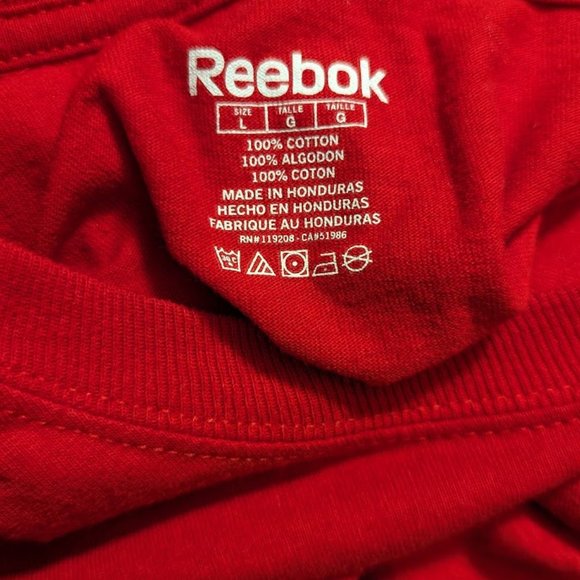 Reebok
SIZE TALLE TAILLE
L G G
100% COTTON
100% ALGODON
100% COTON
MADE IN HONDURAS
HECHO EN HONDURAS
FABRIQUE AU HONDURAS
RN# 119208 - CA#51986